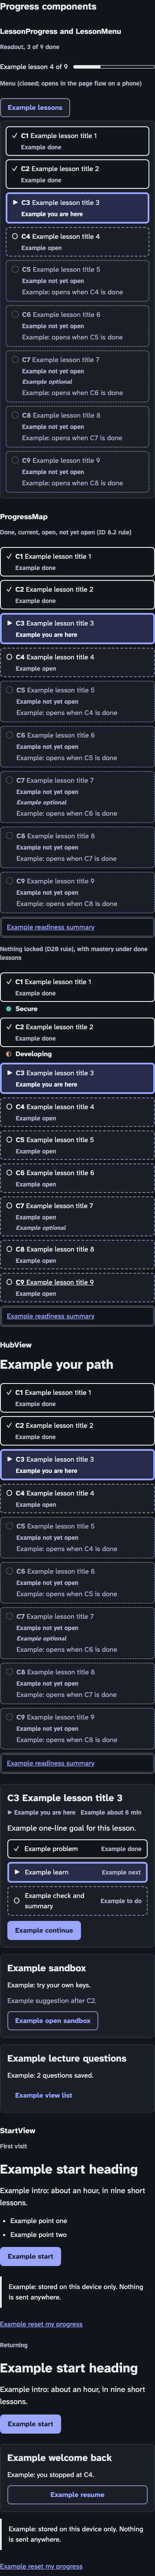 Progress components
LessonProgress and LessonMenu
Readout, 3 of 9 done
Example lesson 4 of 9
Menu (closed; opens in the page flow on a phone)
Example lessons
✓ C1 Example lesson title 1
Example done
✓ C2 Example lesson title 2
Example done
▶ C3 Example lesson title 3
Example you are here
C4 Example lesson title 4
Example open
C5 Example lesson title 5
Example not yet open
Example: opens when C4 is done
C6 Example lesson title 6
Example not yet open
Example: opens when C5 is done
C7 Example lesson title 7
Example not yet open
Example optional
Example: opens when C6 is done
C8 Example lesson title 8
Example not yet open
Example: opens when C7 is done
C9 Example lesson title 9
Example not yet open
Example: opens when C8 is done
ProgressMap
Done, current, open, not yet open (ID 8.2 rule)
✓ C1 Example lesson title 1
Example done
✓ C2 Example lesson title 2
Example done
▶ C3 Example lesson title 3
Example you are here
C4 Example lesson title 4
Example open
C5 Example lesson title 5
Example not yet open
Example: opens when C4 is done
C6 Example lesson title 6
Example not yet open
Example: opens when C5 is done
C7 Example lesson title 7
Example not yet open
Example optional
Example: opens when C6 is done
C8 Example lesson title 8
Example not yet open
Example: opens when C7 is done
C9 Example lesson title 9
Example not yet open
Example: opens when C8 is done
Example readiness summary
Nothing locked (D28 rule), with mastery under done
lessons
✓ C1 Example lesson title 1
Example done
Secure
✓ C2 Example lesson title 2
Example done
Developing
▶ C3 Example lesson title 3
Example you are here
C4 Example lesson title 4
Example open
C5 Example lesson title 5
Example open
C6 Example lesson title 6
Example open
C7 Example lesson title 7
Example open
Example optional
C8 Example lesson title 8
Example open
C9 Example lesson title 9
Example open
Example readiness summary
HubView
Example your path
✓ C1 Example lesson title 1
Example done
✓ C2 Example lesson title 2
Example done
▶ C3 Example lesson title 3
Example you are here
C4 Example lesson title 4
Example open
C5 Example lesson title 5
Example not yet open
Example: opens when C4 is done
C6 Example lesson title 6
Example not yet open
Example: opens when C5 is done
C7 Example lesson title 7
Example not yet open
Example optional
Example: opens when C6 is done
C8 Example lesson title 8
Example not yet open
Example: opens when C7 is done
C9 Example lesson title 9
Example not yet open
Example: opens when C8 is done
Example readiness summary
C3 Example lesson title 3
▶ Example you are here Example about 6 min
Example one-line goal for this lesson.
✓ Example problem Example done
▶ Example learn Example next
Example check and summary Example to do
Example continue
Example sandbox
Example: try your own keys.
Example suggestion after C2.
Example open sandbox
Example lecture questions
Example: 2 questions saved.
Example view list
StartView
First visit
Example start heading
Example intro: about an hour, in nine short
lessons.
• Example point one
• Example point two
Example start
Example: stored on this device only. Nothing
is sent anywhere.
Example reset my progress
Returning
Example start heading
Example intro: about an hour, in nine short
lessons.
Example start
Example welcome back
Example: you stopped at C4.
Example resume
Example: stored on this device only. Nothing
is sent anywhere.
Example reset my progress